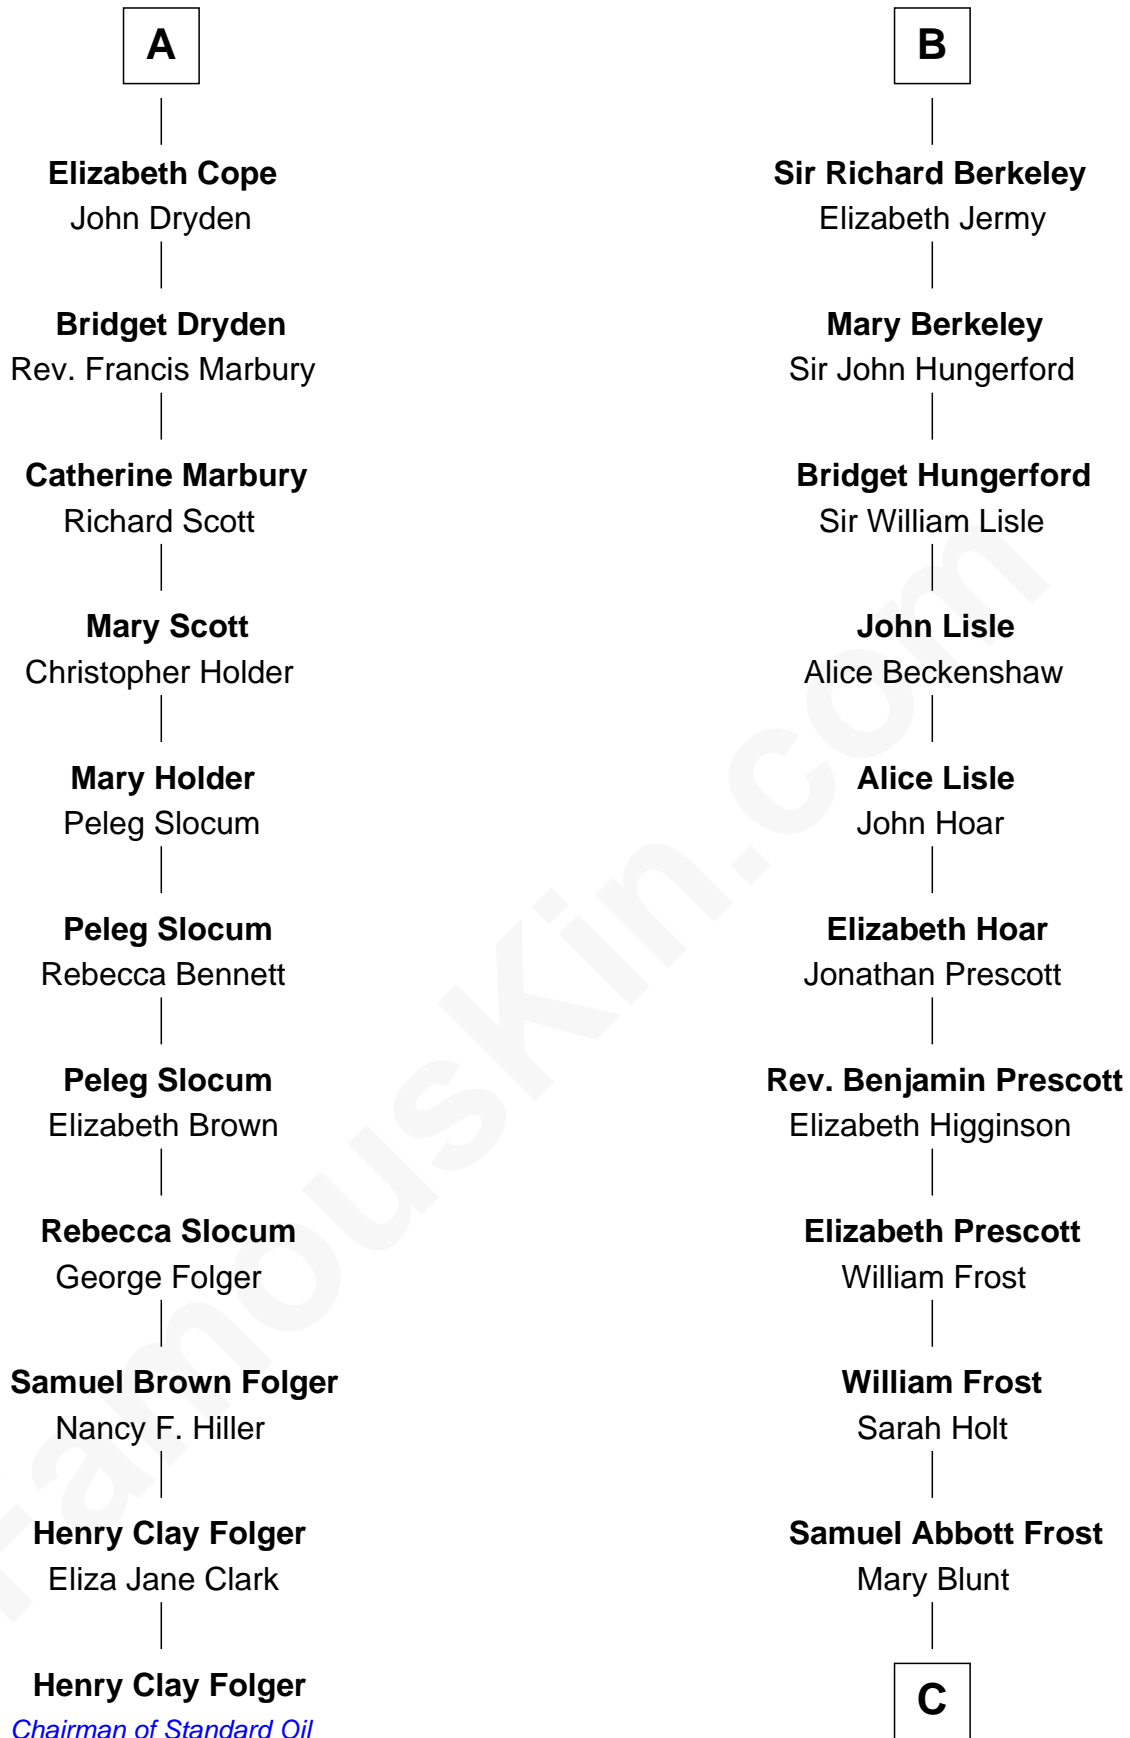 A
Elizabeth Cope
John Dryden
Bridget Dryden
Rev. Francis Marbury
Catherine Marbury
Richard Scott
Mary Scott
Christopher Holder
Mary Holder
Peleg Slocum
Peleg Slocum
Rebecca Bennett
Peleg Slocum
Elizabeth Brown
Rebecca Slocum
George Folger
Samuel Brown Folger
Nancy F. Hiller
Henry Clay Folger
Eliza Jane Clark
Henry Clay Folger
Chairman of Standard Oil
B
Sir Richard Berkeley
Elizabeth Jermy
Mary Berkeley
Sir John Hungerford
Bridget Hungerford
Sir William Lisle
John Lisle
Alice Beckenshaw
Alice Lisle
John Hoar
Elizabeth Hoar
Jonathan Prescott
Rev. Benjamin Prescott
Elizabeth Higginson
Elizabeth Prescott
William Frost
William Frost
Sarah Holt
Samuel Abbott Frost
Mary Blunt
C
FamousKin.com